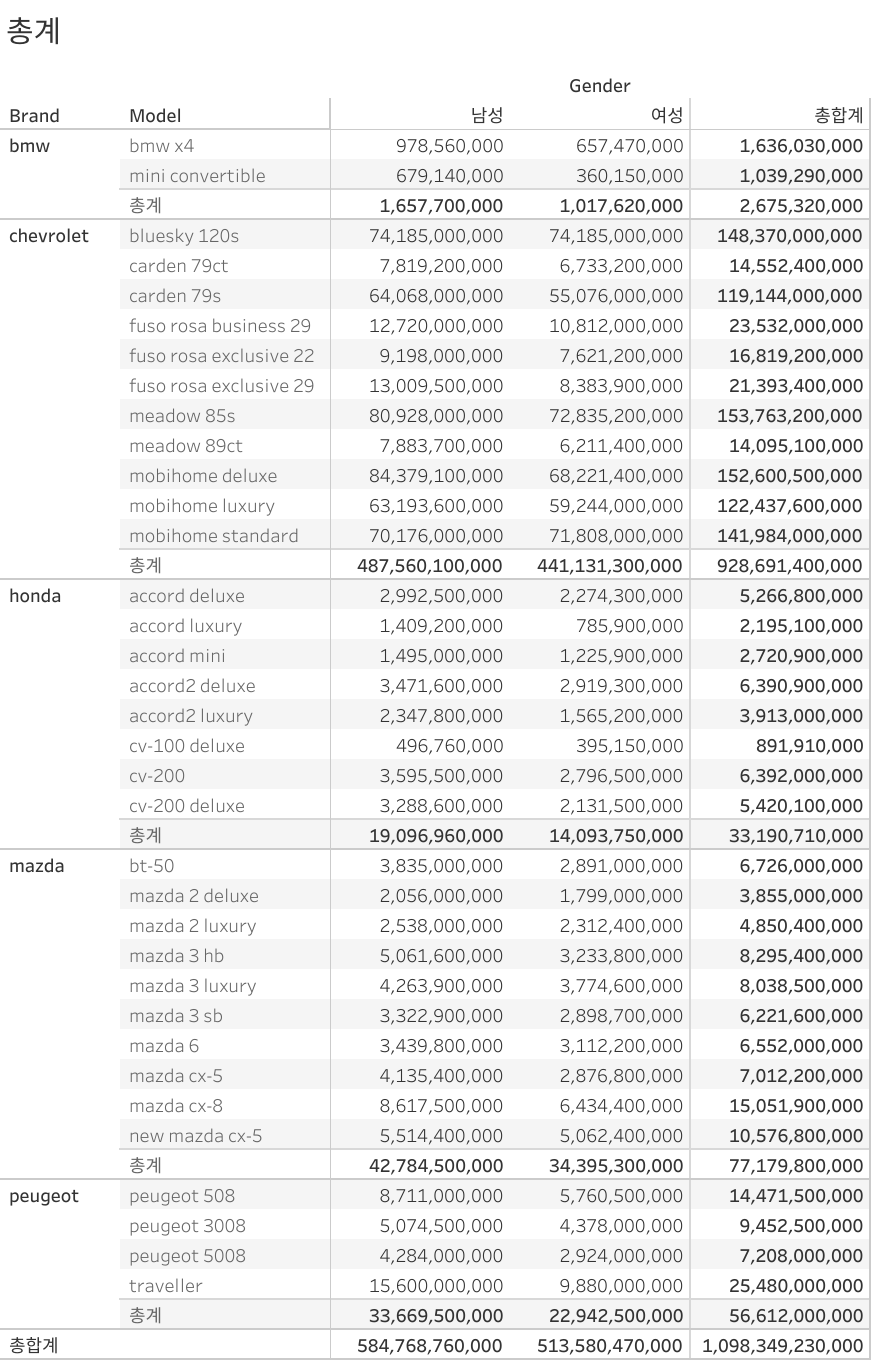 총계
Gender
Brand Model 남성 여성 총합계
bmw bmw x4 978,560,000 657,470,000 1,636,030,000
mini convertible 679,140,000 360,150,000 1,039,290,000
총계 1,657,700,000 1,017,620,000 2,675,320,000
chevrolet bluesky 120s 74,185,000,000 74,185,000,000 148,370,000,000
carden 79ct 7,819,200,000 6,733,200,000 14,552,400,000
carden 79s 64,068,000,000 55,076,000,000 119,144,000,000
fuso rosa business 29 12,720,000,000 10,812,000,000 23,532,000,000
fuso rosa exclusive 22 9,198,000,000 7,621,200,000 16,819,200,000
fuso rosa exclusive 29 13,009,500,000 8,383,900,000 21,393,400,000
meadow 85s 80,928,000,000 72,835,200,000 153,763,200,000
meadow 89ct 7,883,700,000 6,211,400,000 14,095,100,000
mobihome deluxe 84,379,100,000 68,221,400,000 152,600,500,000
mobihome luxury 63,193,600,000 59,244,000,000 122,437,600,000
mobihome standard 70,176,000,000 71,808,000,000 141,984,000,000
총계 487,560,100,000 441,131,300,000 928,691,400,000
honda accord deluxe 2,992,500,000 2,274,300,000 5,266,800,000
accord luxury 1,409,200,000 785,900,000 2,195,100,000
accord mini 1,495,000,000 1,225,900,000 2,720,900,000
accord2 deluxe 3,471,600,000 2,919,300,000 6,390,900,000
accord2 luxury 2,347,800,000 1,565,200,000 3,913,000,000
cv-100 deluxe 496,760,000 395,150,000 891,910,000
cv-200 3,595,500,000 2,796,500,000 6,392,000,000
cv-200 deluxe 3,288,600,000 2,131,500,000 5,420,100,000
총계 19,096,960,000 14,093,750,000 33,190,710,000
mazda bt-50 3,835,000,000 2,891,000,000 6,726,000,000
mazda 2 deluxe 2,056,000,000 1,799,000,000 3,855,000,000
mazda 2 luxury 2,538,000,000 2,312,400,000 4,850,400,000
mazda 3 hb 5,061,600,000 3,233,800,000 8,295,400,000
mazda 3 luxury 4,263,900,000 3,774,600,000 8,038,500,000
mazda 3 sb 3,322,900,000 2,898,700,000 6,221,600,000
mazda 6 3,439,800,000 3,112,200,000 6,552,000,000
mazda cx-5 4,135,400,000 2,876,800,000 7,012,200,000
mazda cx-8 8,617,500,000 6,434,400,000 15,051,900,000
new mazda cx-5 5,514,400,000 5,062,400,000 10,576,800,000
총계 42,784,500,000 34,395,300,000 77,179,800,000
peugeot peugeot 508 8,711,000,000 5,760,500,000 14,471,500,000
peugeot 3008 5,074,500,000 4,378,000,000 9,452,500,000
peugeot 5008 4,284,000,000 2,924,000,000 7,208,000,000
traveller 15,600,000,000 9,880,000,000 25,480,000,000
총계 33,669,500,000 22,942,500,000 56,612,000,000
총합계 584,768,760,000 513,580,470,000 1,098,349,230,000